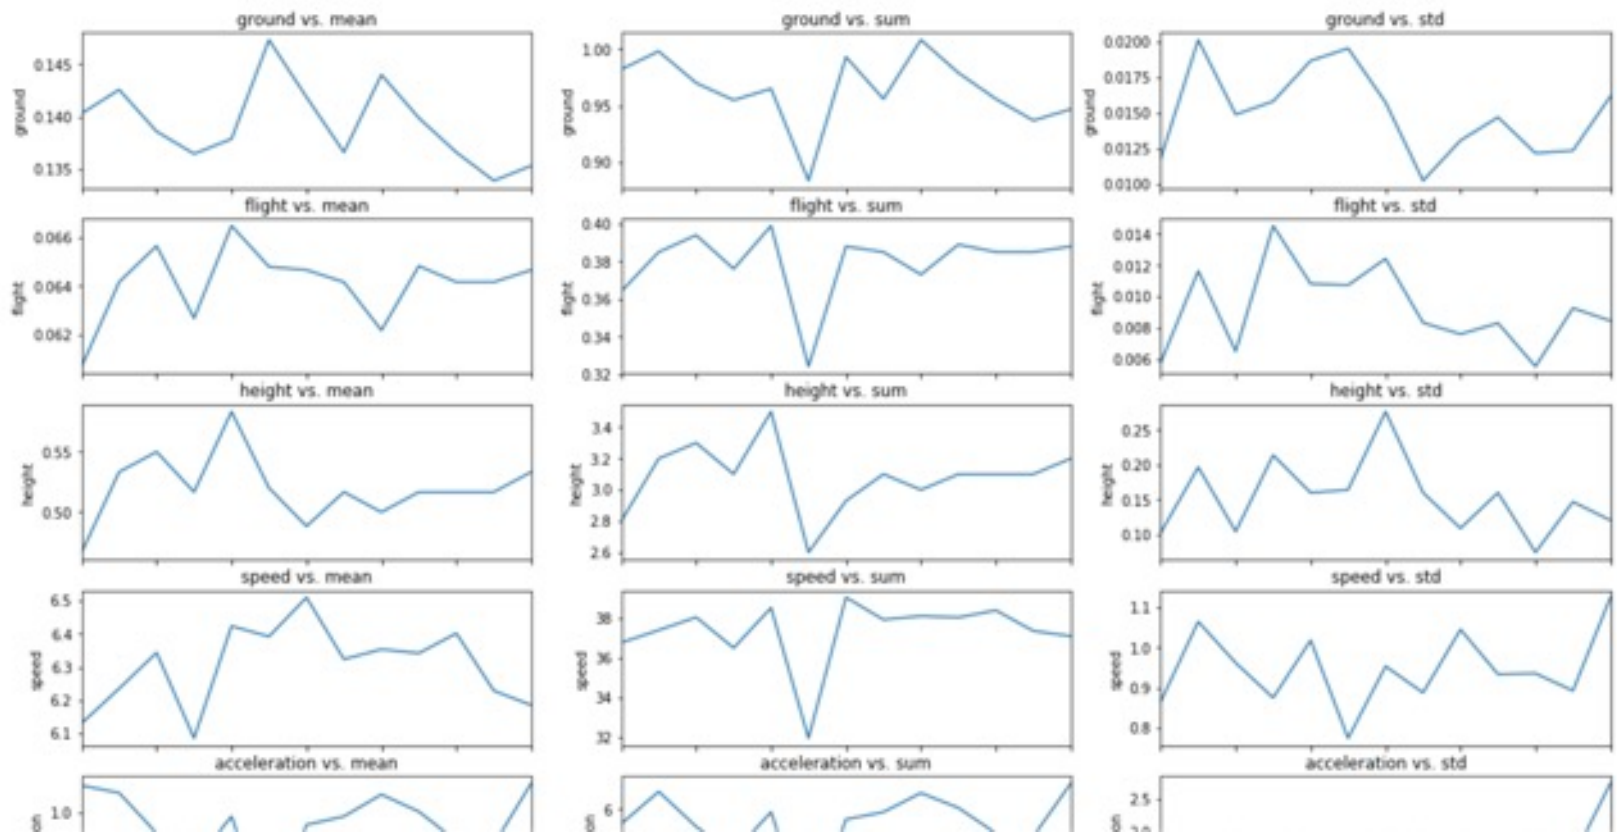 ground vs. mean
ground
0.145
0.140
0.135
ground vs. sum
ground
1.00
0.95
0.90
ground vs. std
ground
0.0200
0.0175
0.0150
0.0125
0.0100
flight vs. mean
flight
0.066
0.064
0.062
flight vs. sum
flight
0.40
0.38
0.36
0.34
0.32
flight vs. std
flight
0.014
0.012
0.010
0.008
0.006
height vs. mean
height
0.55
0.50
height vs. sum
height
3.4
3.2
3.0
2.8
2.6
height vs. std
height
0.25
0.20
0.15
0.10
speed vs. mean
speed
6.5
6.4
6.3
6.2
6.1
speed vs. sum
speed
38
36
34
32
speed vs. std
speed
1.1
1.0
0.9
0.8
acceleration vs. mean
on
1.0
acceleration vs. sum
on
6
acceleration vs. std
on
2.5